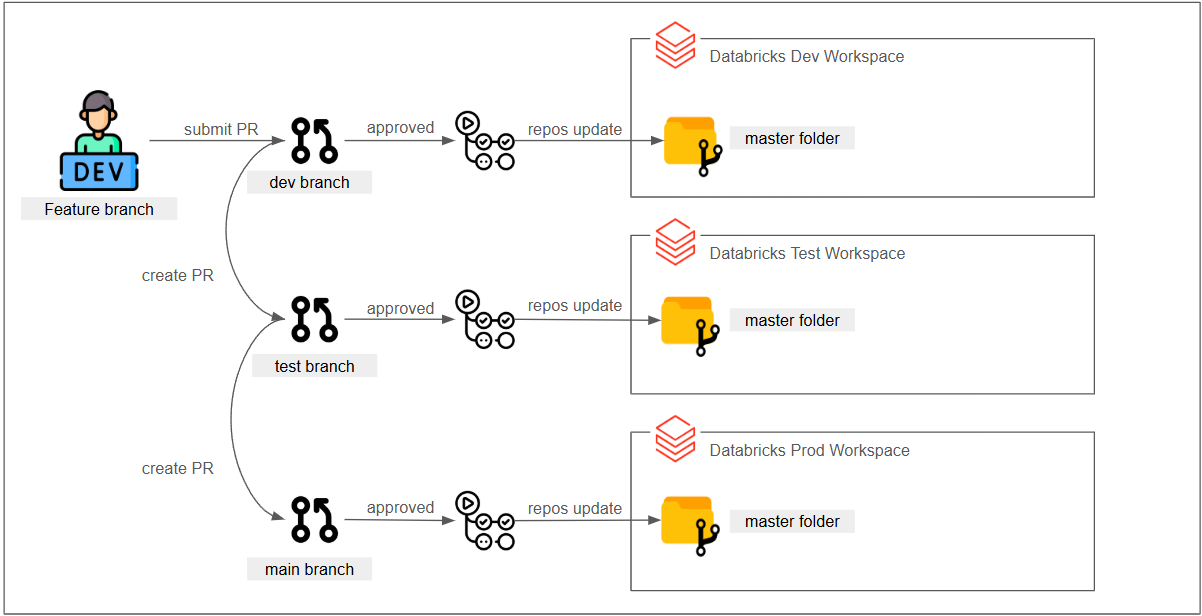 Databricks Dev Workspace
submit PR
approved
repos update
master folder
DEV
dev branch
Feature branch
Databricks Test Workspace
create PR
approved
repos update
master folder
test branch
Databricks Prod Workspace
create PR
approved
repos update
master folder
main branch